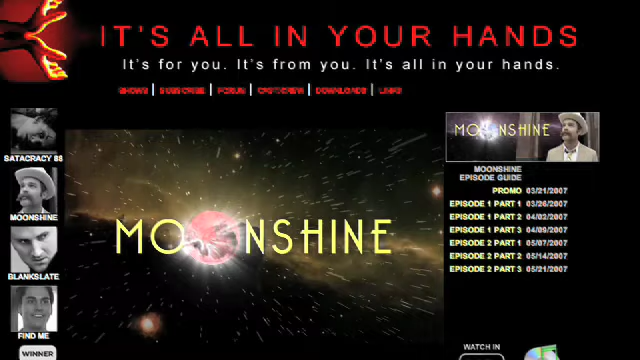 IT'S ALL IN YOUR HANDS
It's for you. It's from you. It's all in your hands.
SHOWS | SUBSCRIBE | FORUM | CAST/CREW | DOWNLOADS | LINKS
SATACRACY 88
MOONSHINE
BLANKSLATE
FIND ME
WINNER
MOONSHINE
MOONSHINE
MOONSHINE
EPISODE GUIDE
PROMO 03/21/2007
EPISODE 1 PART 1 03/26/2007
EPISODE 1 PART 2 04/02/2007
EPISODE 1 PART 3 04/09/2007
EPISODE 2 PART 1 05/07/2007
EPISODE 2 PART 2 05/14/2007
EPISODE 2 PART 3 05/21/2007
WATCH IN